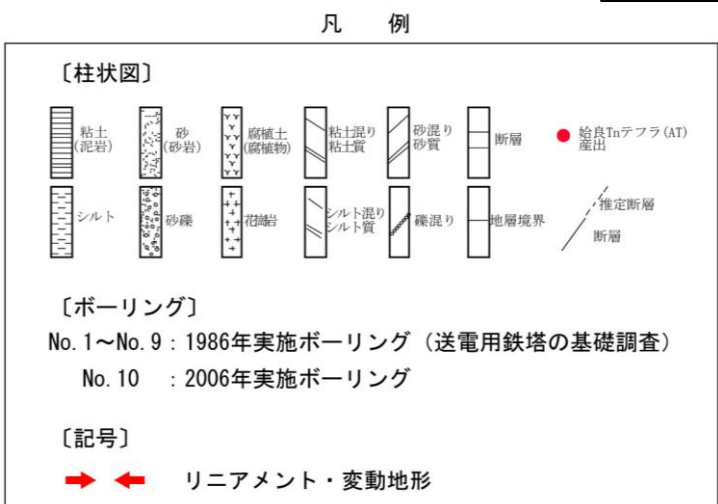 凡　例
〔柱状図〕
粘土
(泥岩)
砂
(砂岩)
腐植土
(腐植物)
粘土混り
粘土質
砂混り
砂質
断層
姶良Tnテフラ(AT)
産出
シルト
砂礫
花崗岩
シルト混り
シルト質
礫混り
地層境界
推定断層
断層
〔ボーリング〕
No.1～No.9：1986年実施ボーリング（送電用鉄塔の基礎調査）
No.10　：2006年実施ボーリング
〔記号〕
リニアメント・変動地形